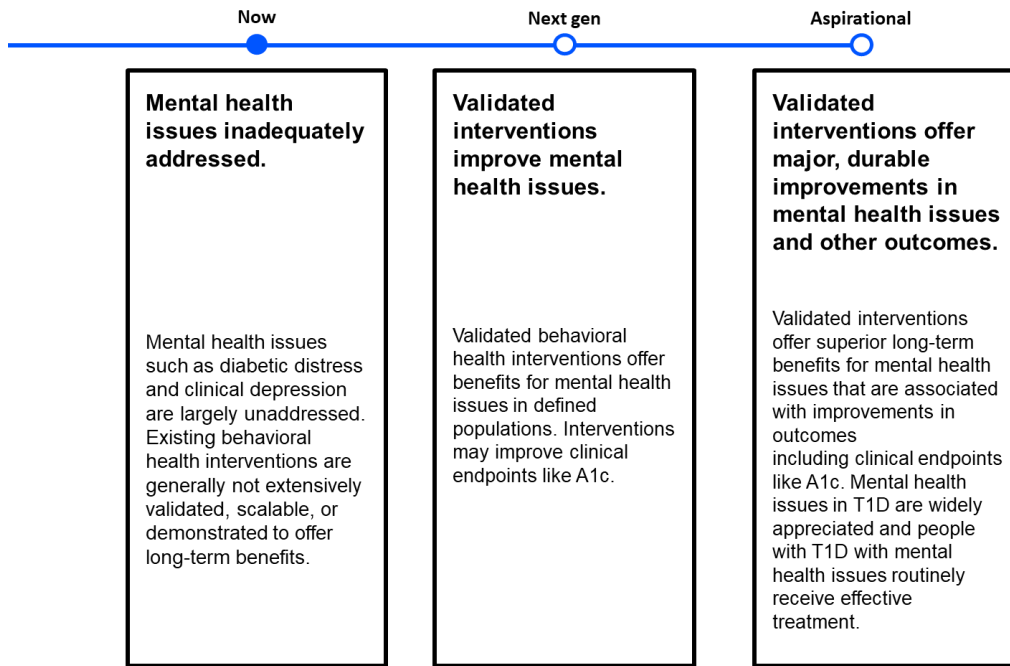 Now
Next gen
Aspirational
Mental health
issues inadequately
addressed.
Mental health issues
such as diabetic distress
and clinical depression
are largely unaddressed.
Existing behavioral
health interventions are
generally not extensively
validated, scalable, or
demonstrated to offer
long-term benefits.
Validated
interventions
improve mental
health issues.
Validated behavioral
health interventions offer
benefits for mental health
issues in defined
populations. Interventions
may improve clinical
endpoints like A1c.
Validated
interventions offer
major, durable
improvements in
mental health issues
and other outcomes.
Validated interventions
offer superior long-term
benefits for mental health
issues that are associated
with improvements in
outcomes
including clinical endpoints
like A1c. Mental health
issues in T1D are widely
appreciated and people
with T1D with mental
health issues routinely
receive effective
treatment.